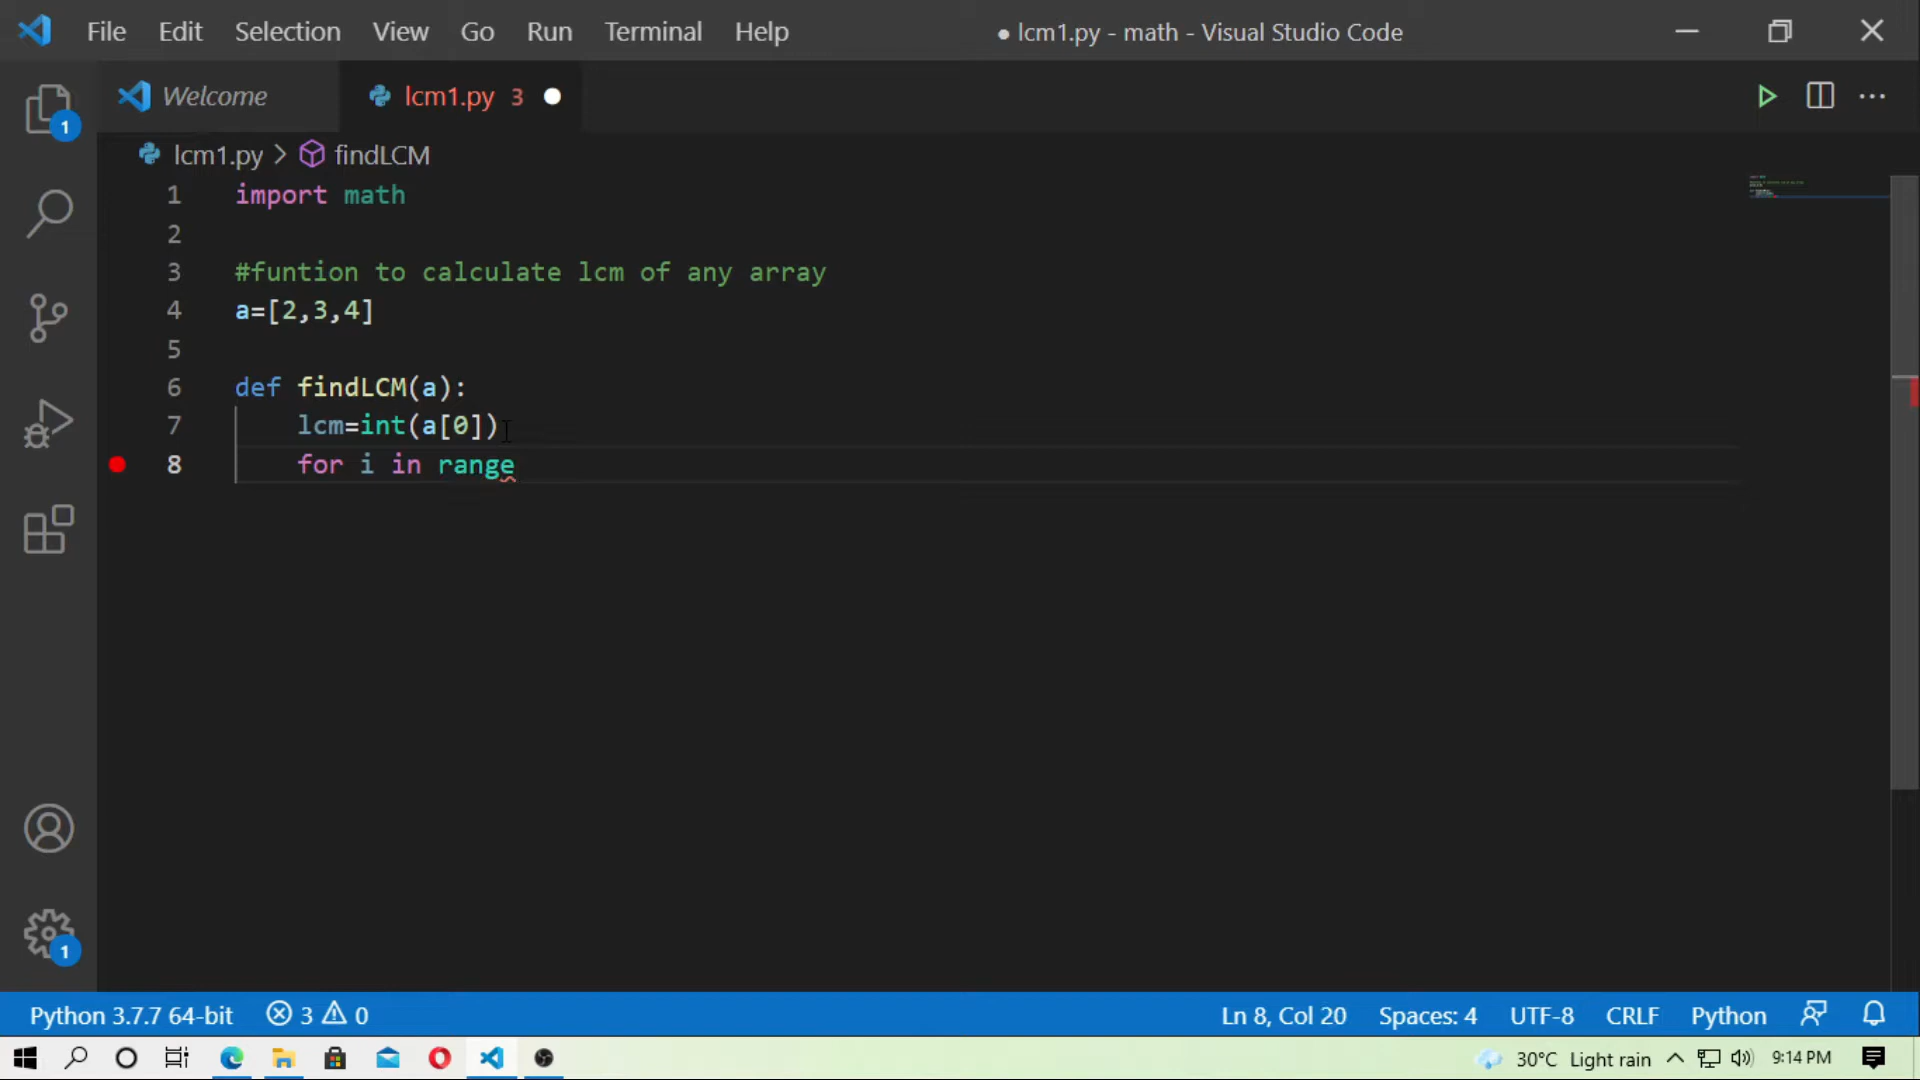 File Edit Selection View Go Run Terminal Help ● lcm1.py - math - Visual Studio Code
Welcome lcm1.py 3
lcm1.py > findLCM
1 import math
2
3 #funtion to calculate lcm of any array
4 a=[2,3,4]
5
6 def findLCM(a):
7 lcm=int(a[0])
8 for i in range
1
1
Python 3.7.7 64-bit 3 0 Ln 8, Col 20 Spaces: 4 UTF-8 CRLF Python
30°C Light rain 9:14 PM